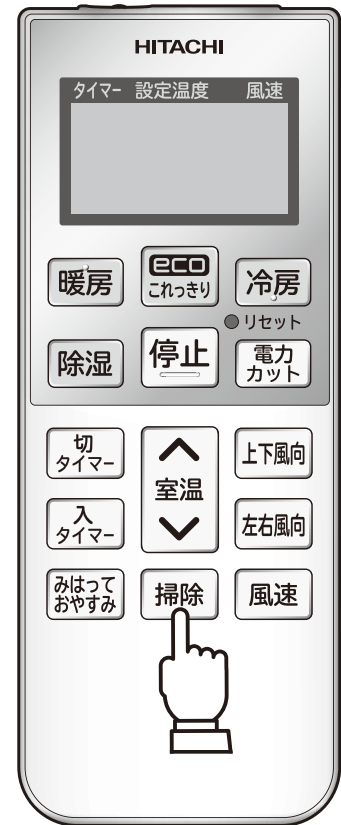 HITACHI
タイマー 設定温度 風速
暖房
eco
これっきり
冷房
リセット
除湿
停止
電力
カット
切
タイマー
室温
上下風向
入
タイマー
左右風向
みはって
おやすみ
掃除
風速